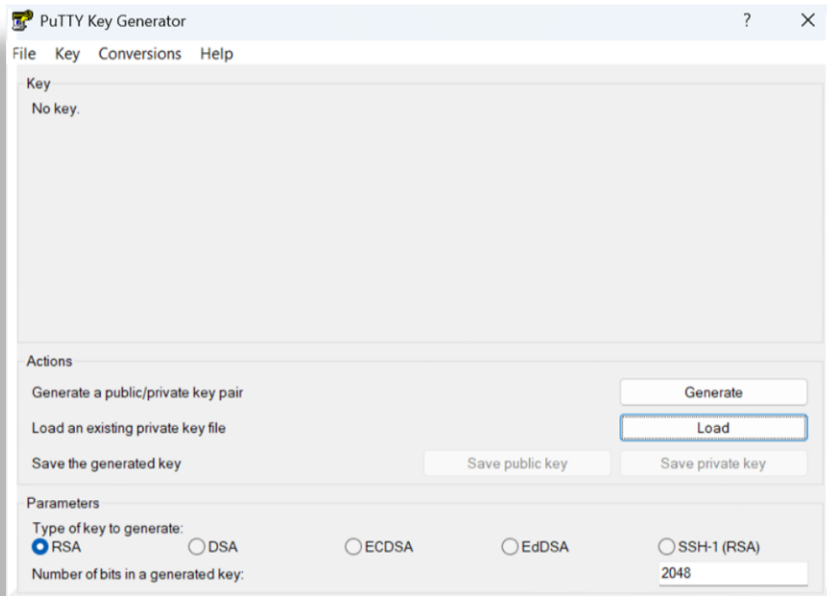 PuTTY Key Generator ?
File Key Conversions Help
Key
No key.
Actions
Generate a public/private key pair Generate
Load an existing private key file Load
Save the generated key Save public key Save private key
Parameters
Type of key to generate:
RSA DSA ECDSA EdDSA SSH-1 (RSA)
Number of bits in a generated key: 2048